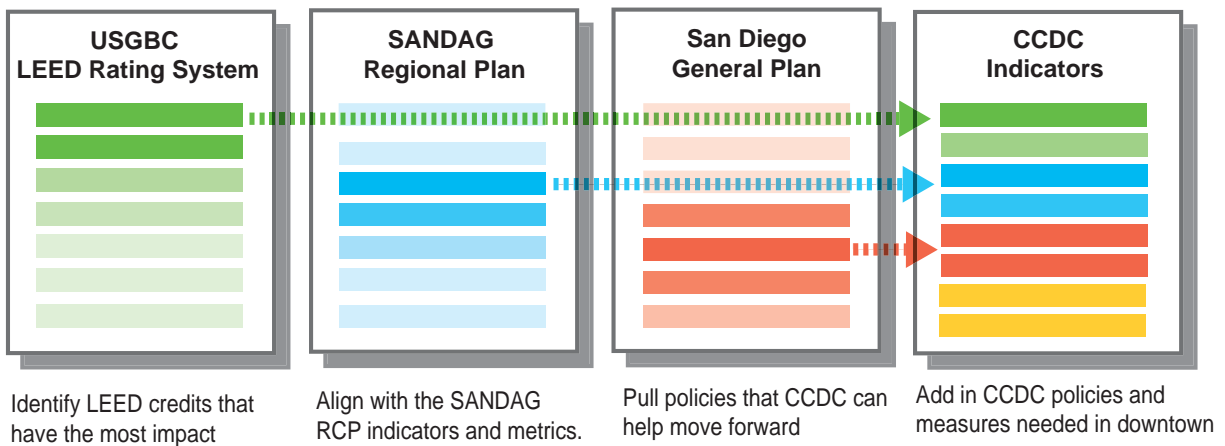 USGBC
LEED Rating System
SANDAG
Regional Plan
San Diego
General Plan
CCDC
Indicators
Identify LEED credits that
have the most impact
Align with the SANDAG
RCP indicators and metrics.
Pull policies that CCDC can
help move forward
Add in CCDC policies and
measures needed in downtown